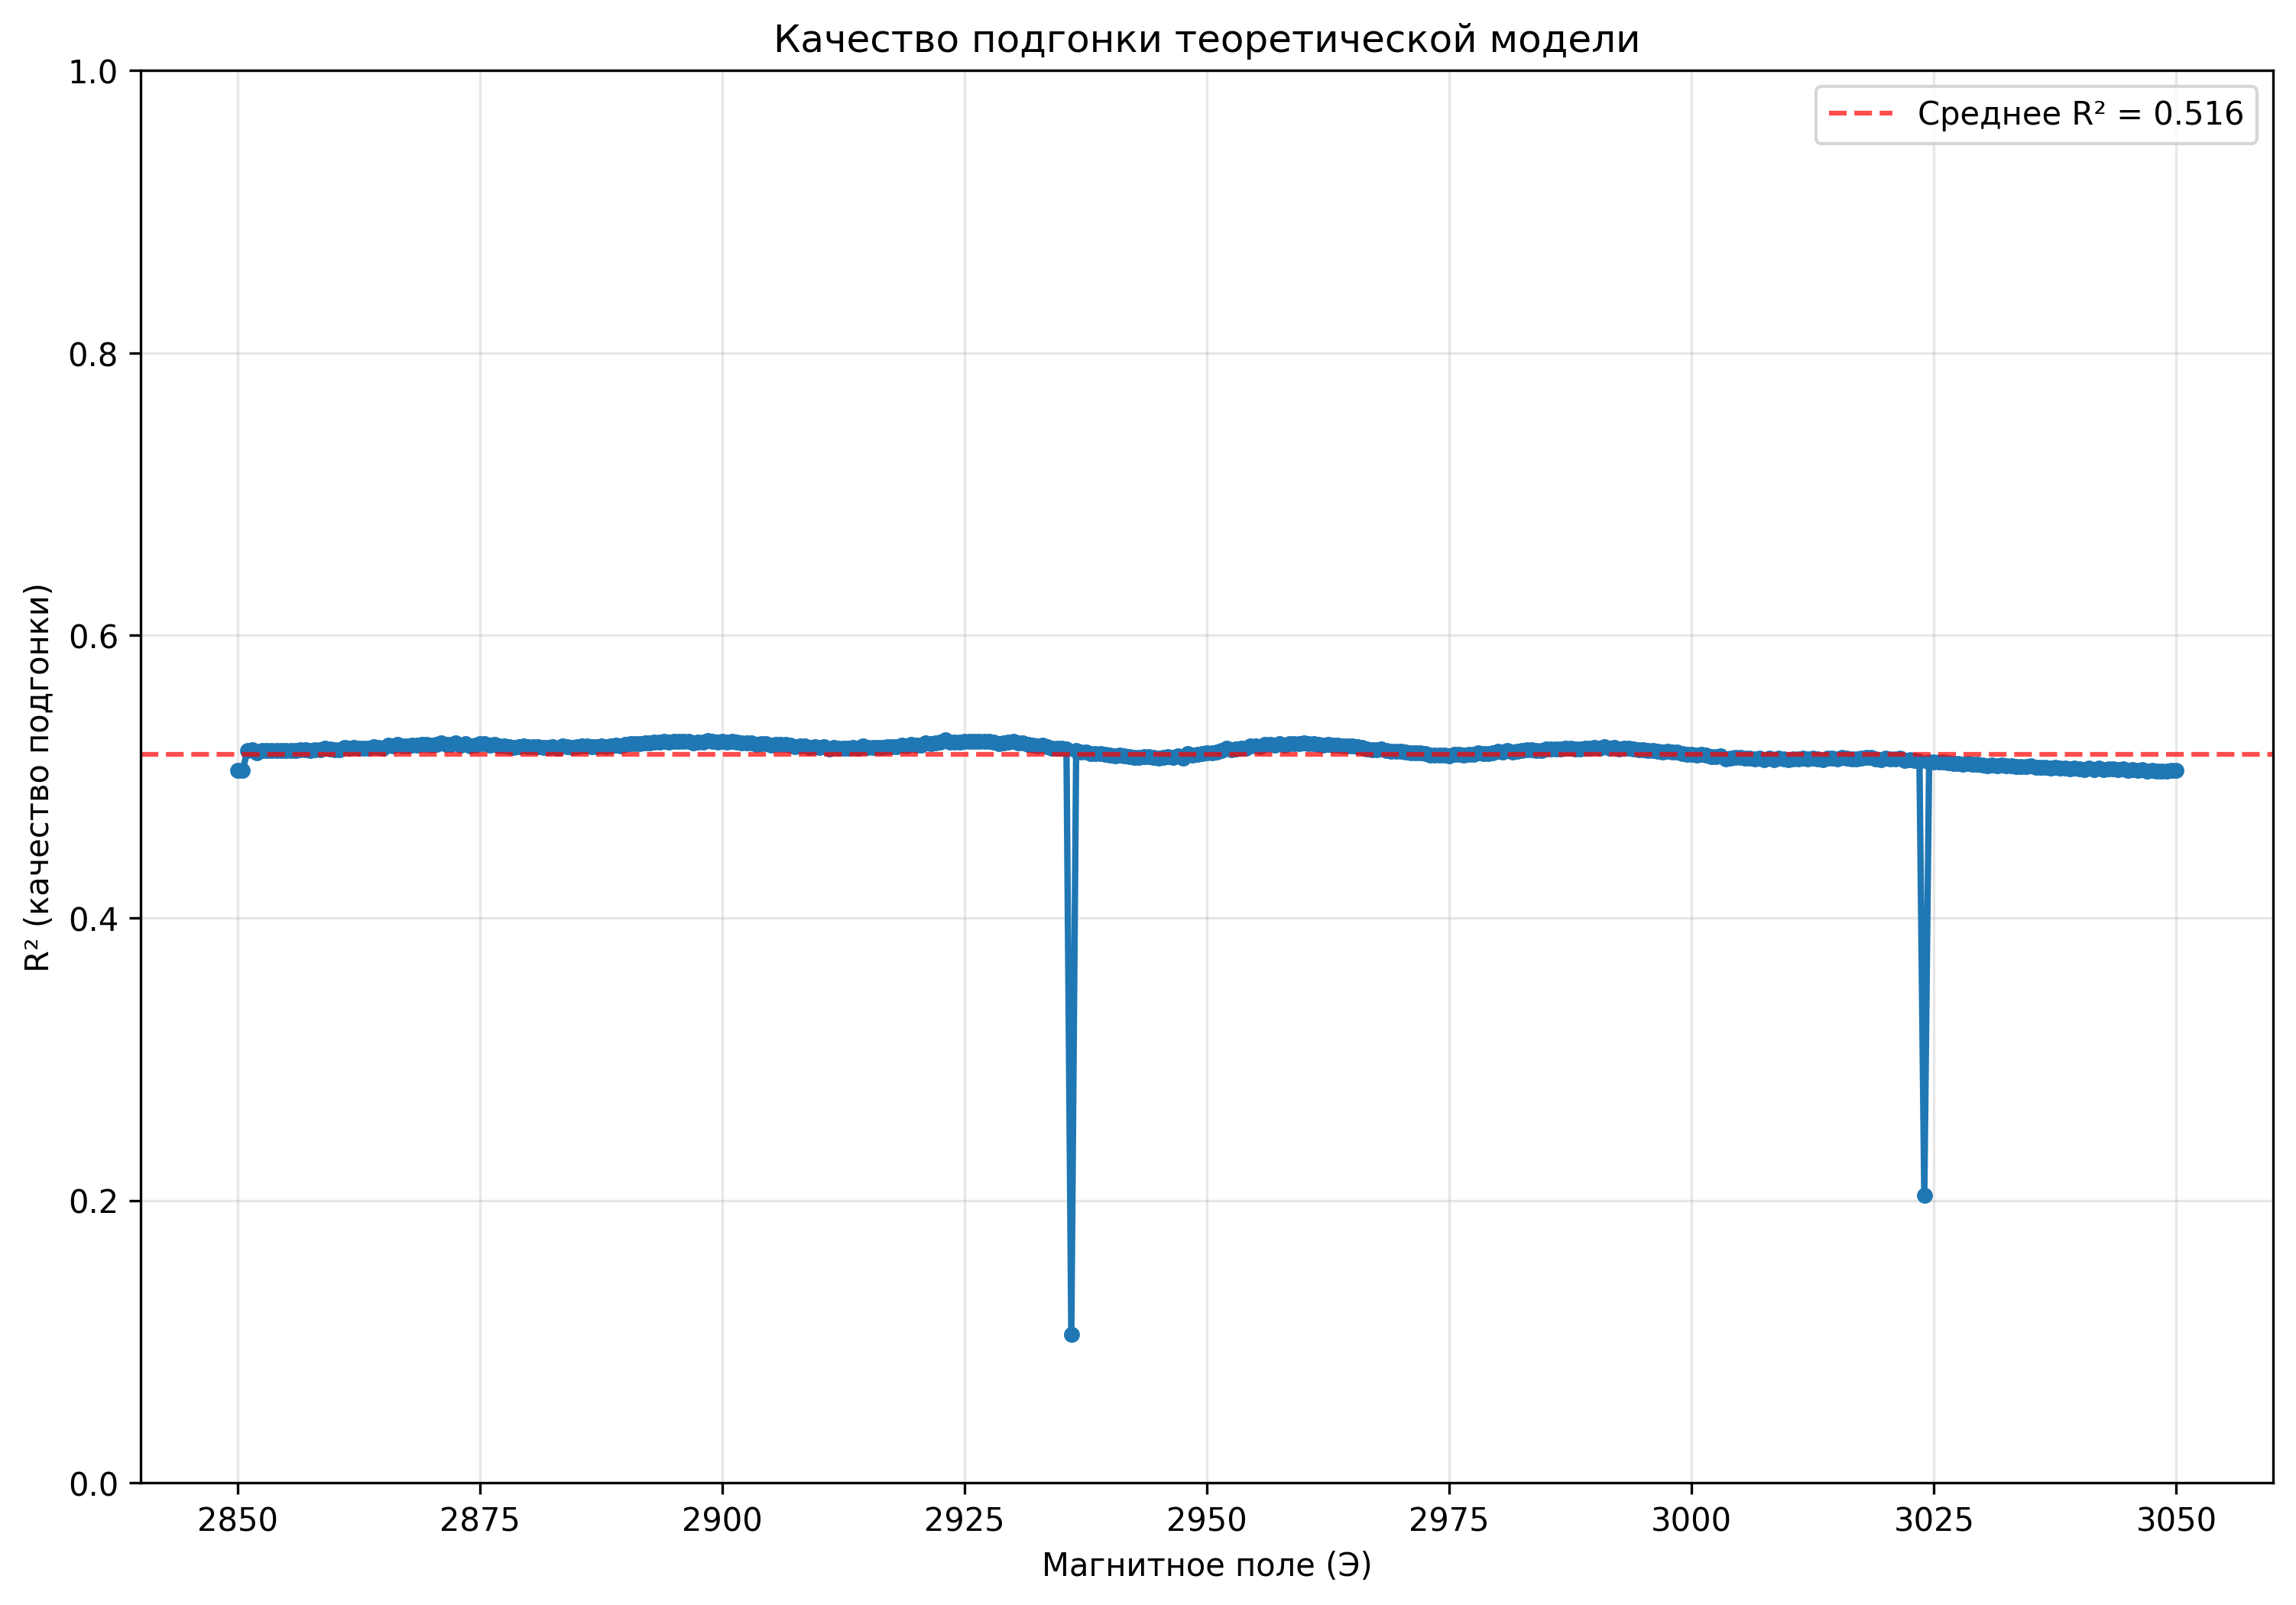 Качество подгонки теоретической модели
Среднее R² = 0.516
1.0
0.8
0.6
0.4
0.2
0.0
R² (качество подгонки)
2850 2875 2900 2925 2950 2975 3000 3025 3050
Магнитное поле (Э)